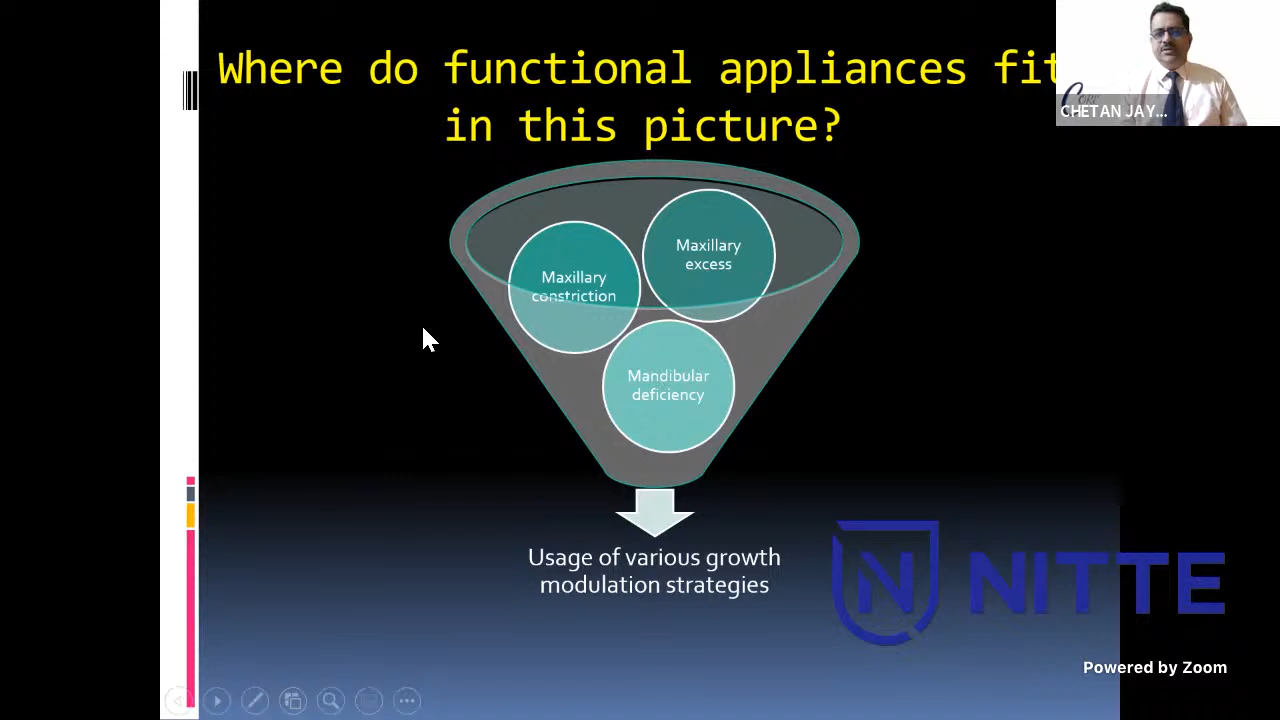 Where do functional appliances fit
in this picture?
CHETAN JAY...
Maxillary
excess
Maxillary
constriction
Mandibular
deficiency
Usage of various growth
modulation strategies
N NITTE
Powered by Zoom